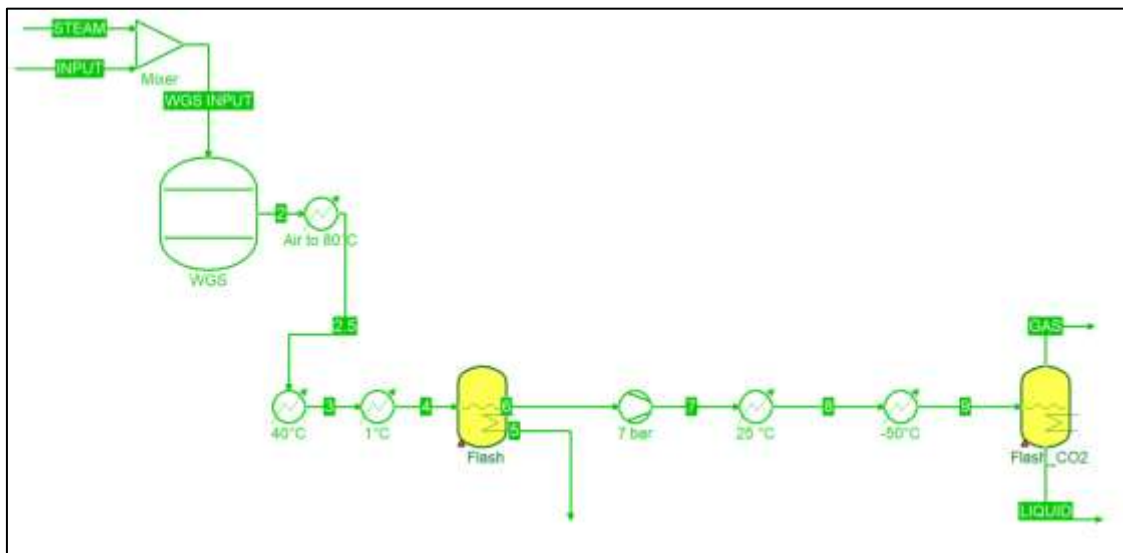 STEAM
INPUT
Mixer
WGS INPUT
2
Air to 80°C
WGS
2.5
3
4
6
5
7
8
9
40°C
1°C
Flash
7 bar
25 °C
-50°C
GAS
Flash_CO2
LIQUID